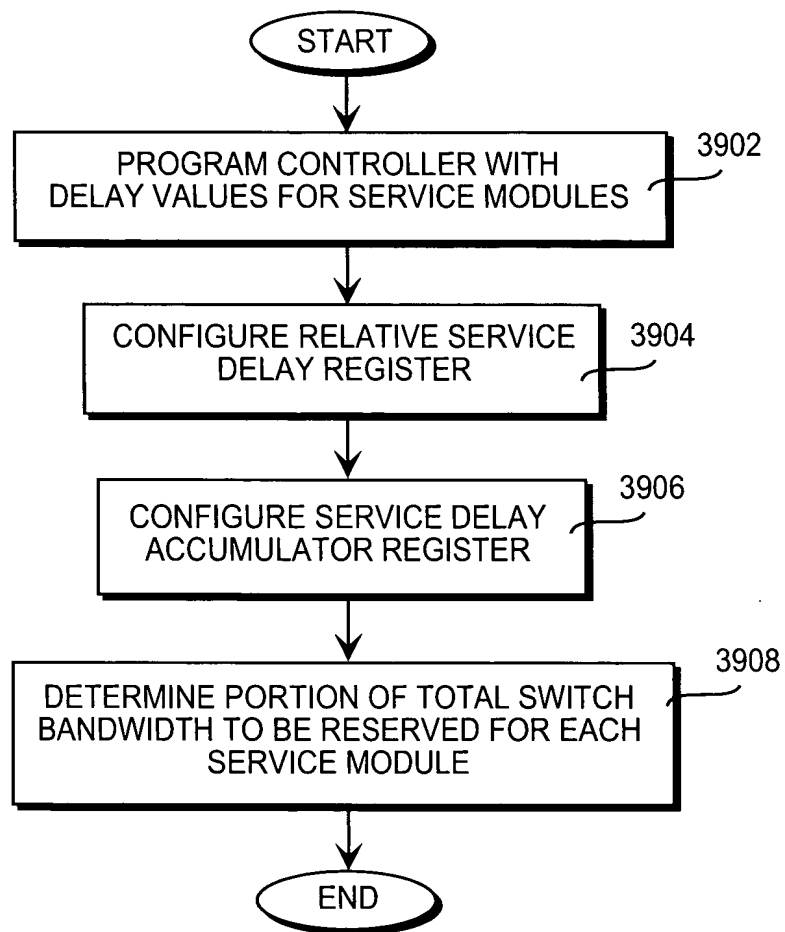 START
PROGRAM CONTROLLER WITH
DELAY VALUES FOR SERVICE MODULES
3902
CONFIGURE RELATIVE SERVICE
DELAY REGISTER
3904
CONFIGURE SERVICE DELAY
ACCUMULATOR REGISTER
3906
DETERMINE PORTION OF TOTAL SWITCH
BANDWIDTH TO BE RESERVED FOR EACH
SERVICE MODULE
3908
END